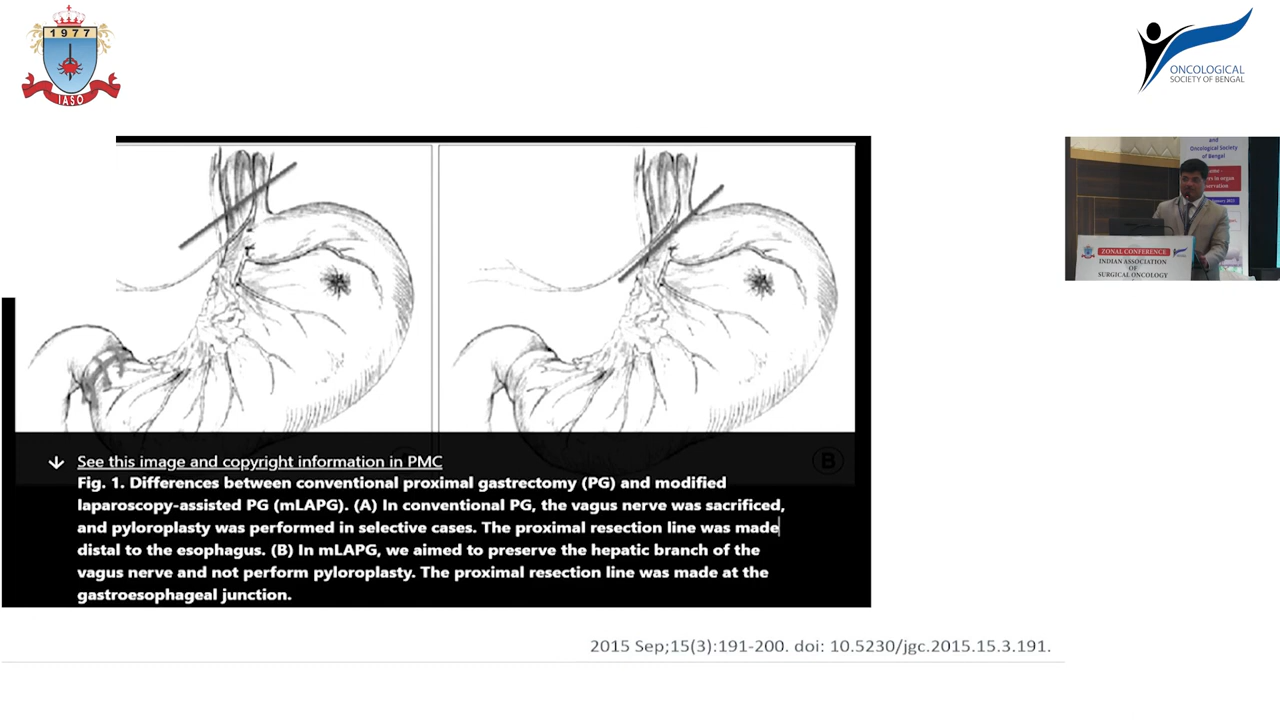 1977
IASO
ONCOLOGICAL
SOCIETY OF BENGAL
and
Oncological Society
of Bengal
ZONAL CONFERENCE
INDIAN ASSOCIATION
OF
SURGICAL ONCOLOGY
B
See this image and copyright information in PMC
Fig. 1. Differences between conventional proximal gastrectomy (PG) and modified
laparoscopy-assisted PG (mLAPG). (A) In conventional PG, the vagus nerve was sacrificed,
and pyloroplasty was performed in selective cases. The proximal resection line was made
distal to the esophagus. (B) In mLAPG, we aimed to preserve the hepatic branch of the
vagus nerve and not perform pyloroplasty. The proximal resection line was made at the
gastroesophageal junction.
2015 Sep;15(3):191-200. doi: 10.5230/jgc.2015.15.3.191.